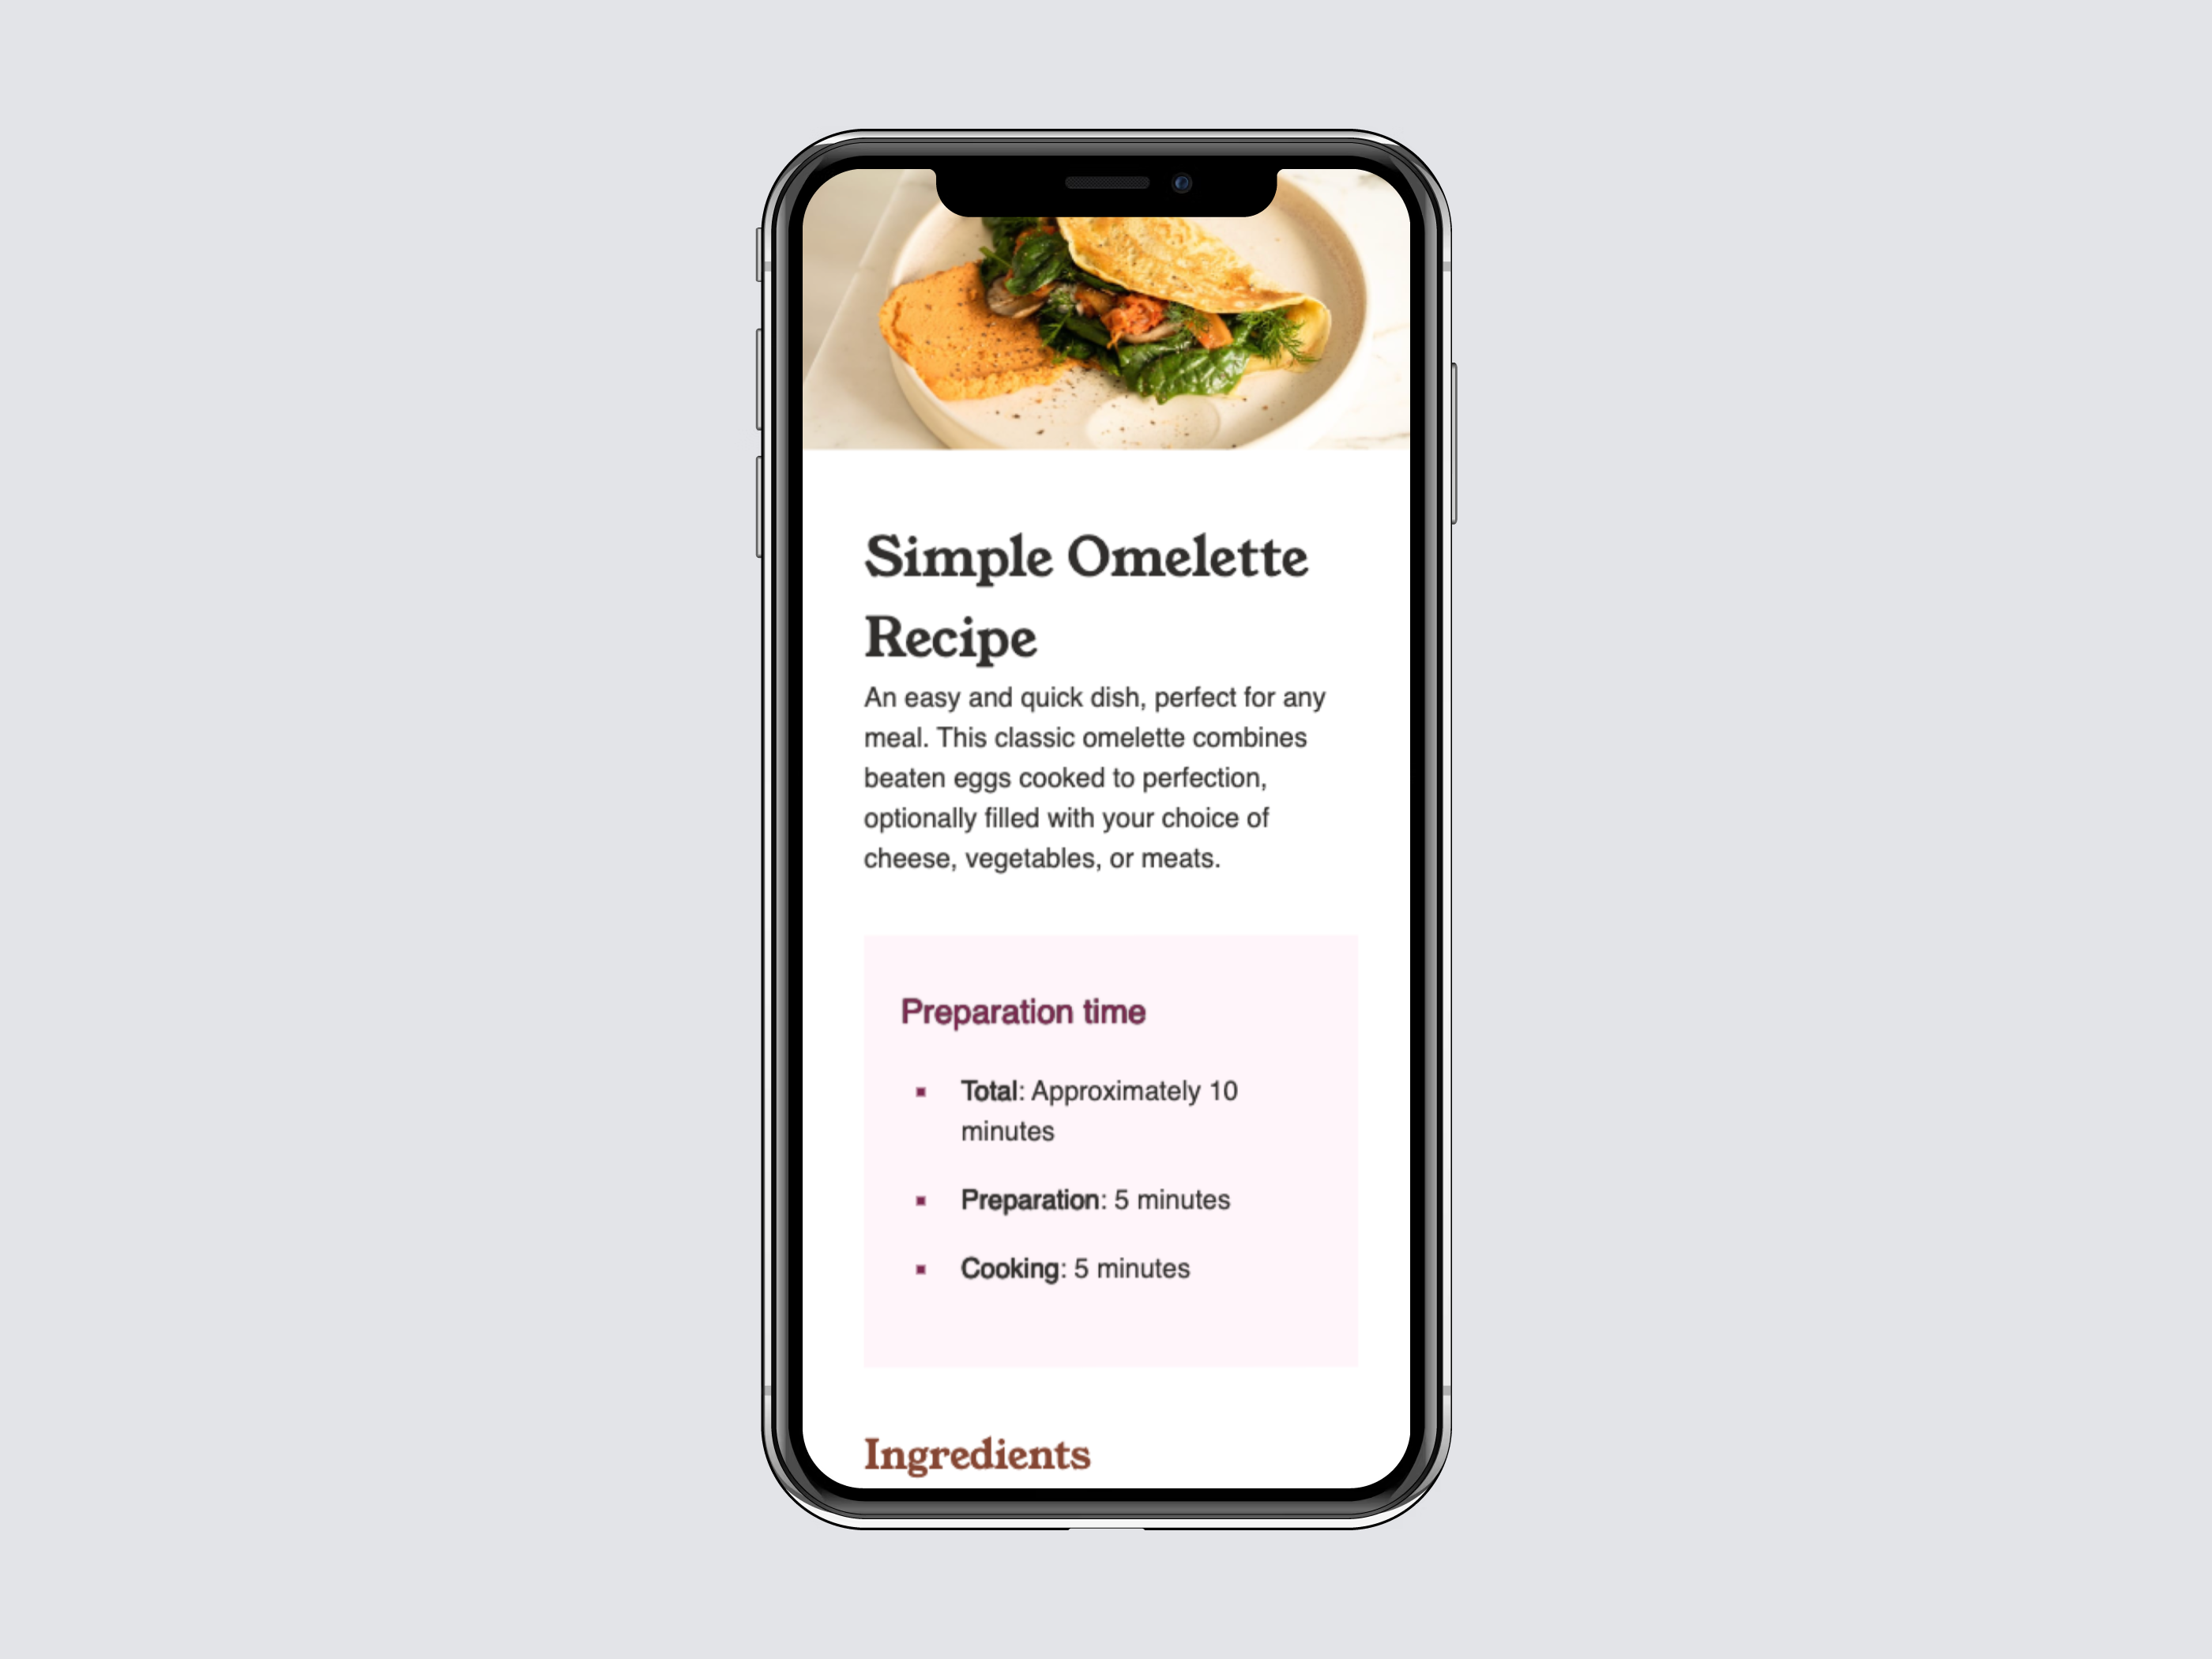 Simple Omelette
Recipe
An easy and quick dish, perfect for any
meal. This classic omelette combines
beaten eggs cooked to perfection,
optionally filled with your choice of
cheese, vegetables, or meats.
Preparation time
Total: Approximately 10
minutes
Preparation: 5 minutes
Cooking: 5 minutes
Ingredients